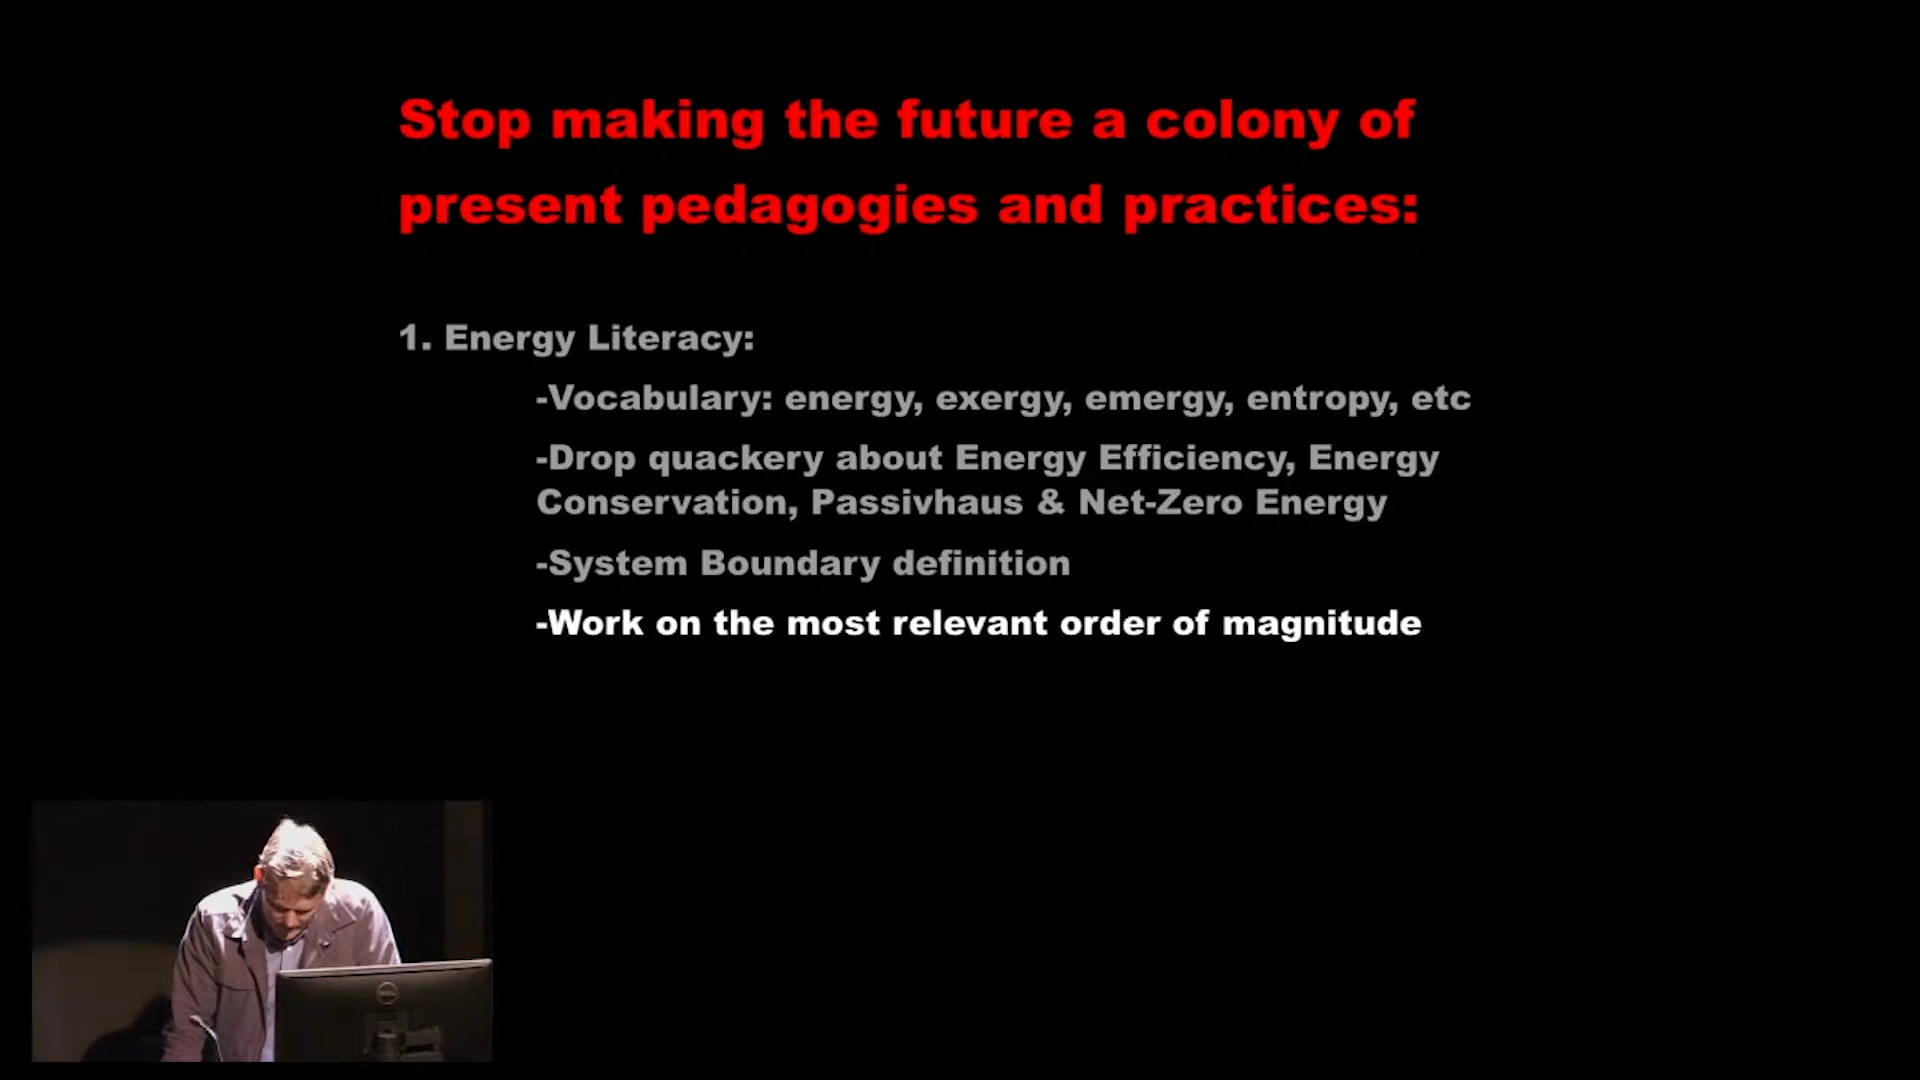 Stop making the future a colony of
present pedagogies and practices:
1. Energy Literacy:
-Vocabulary: energy, exergy, emergy, entropy, etc
-Drop quackery about Energy Efficiency, Energy
Conservation, Passivhaus & Net-Zero Energy
-System Boundary definition
-Work on the most relevant order of magnitude
DELL